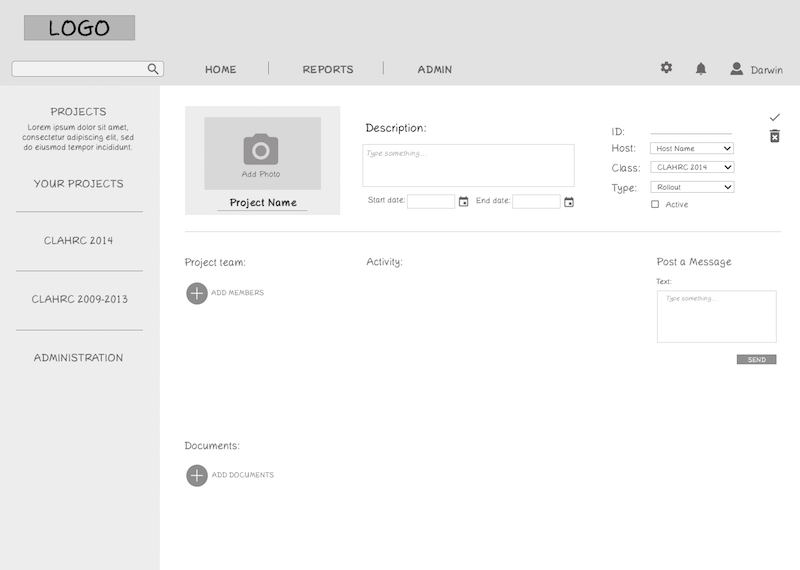 LOGO
HOME
REPORTS
ADMIN
Darwin
PROJECTS
Lorem ipsum dolor sit amet,
consectetur adipiscing elit, sed
do eiusmod tempor incididunt.
YOUR PROJECTS
CLAHRC 2014
CLAHRC 2009-2013
ADMINISTRATION
Add Photo
Project Name
Description:
Type something...
Start date:
End date:
ID:
Host:
Host Name
Class:
CLAHRC 2014
Type:
Rollout
Active
Project team:
ADD MEMBERS
Activity:
Post a Message
Text:
Type something...
SEND
Documents:
ADD DOCUMENTS